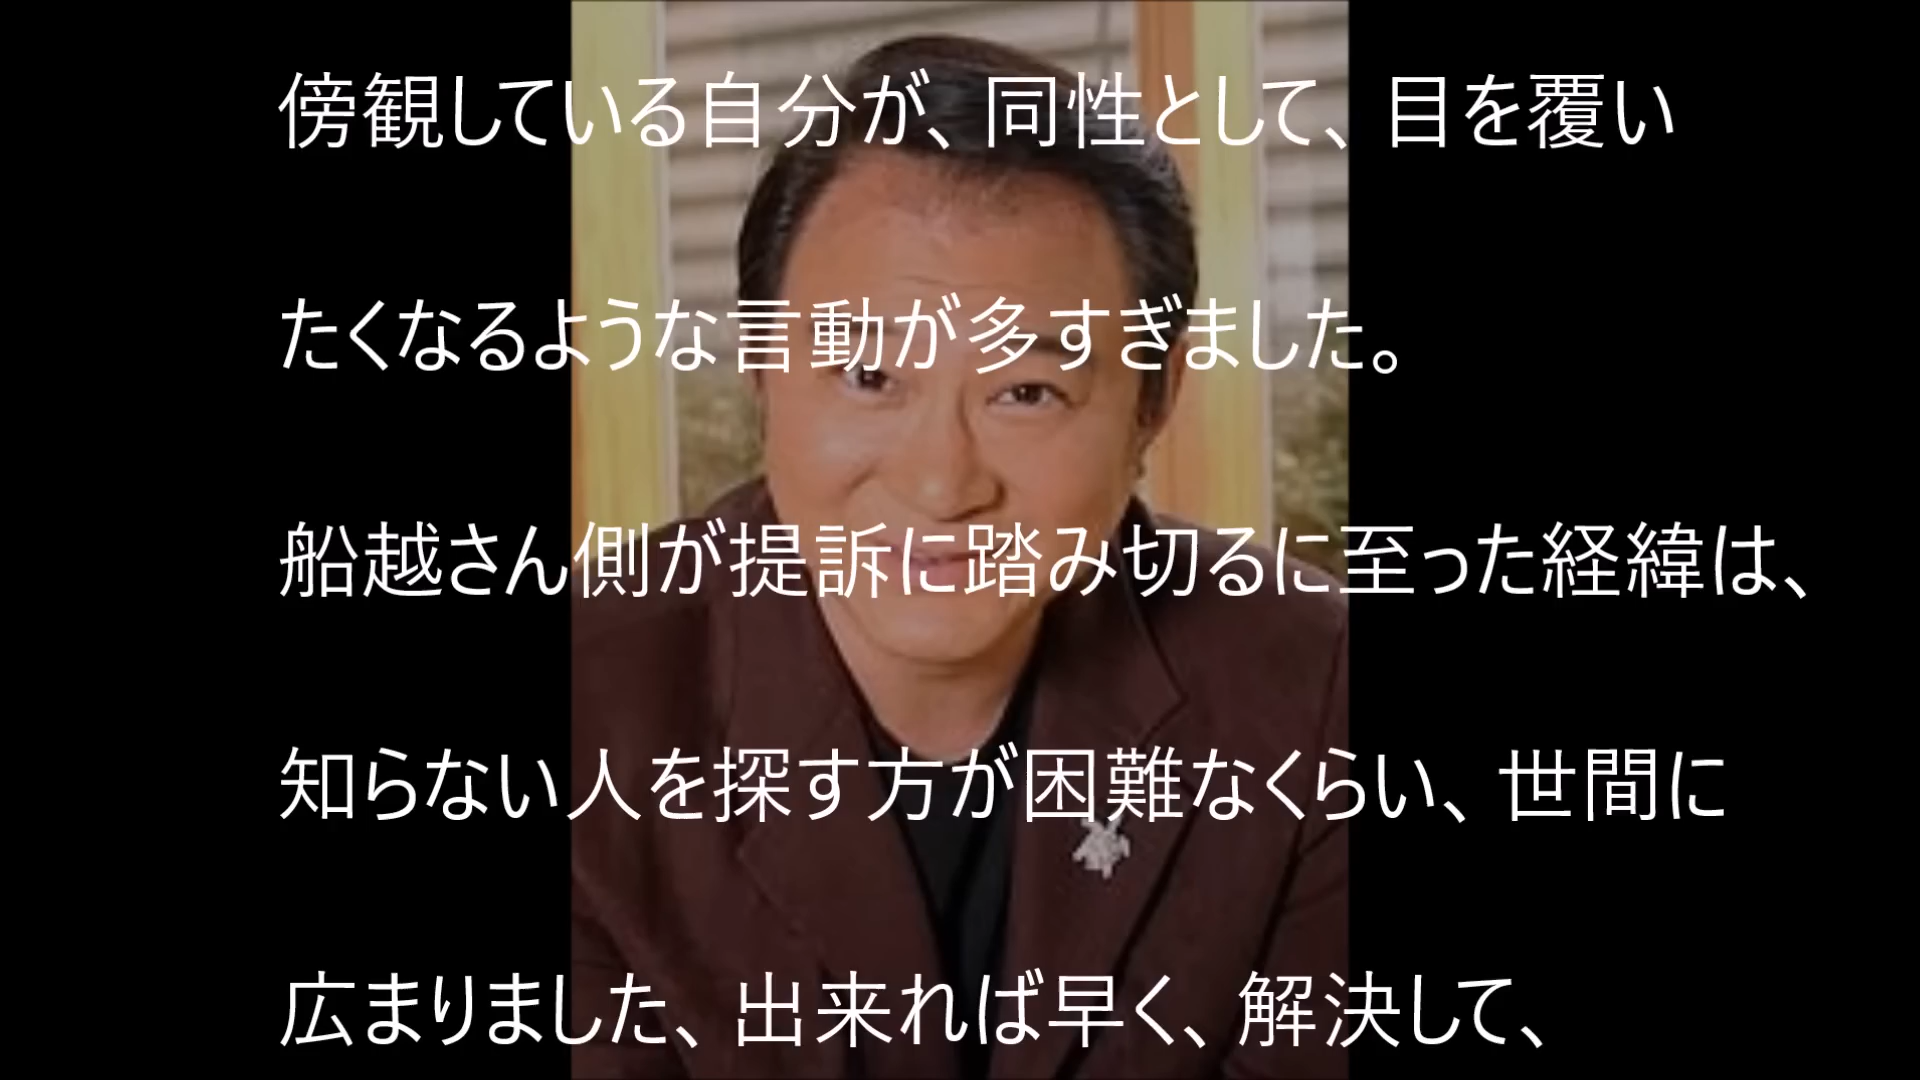 傍観している自分が、同性として、目を覆い
たくなるような言動が多すぎました。
船越さん側が提訴に踏み切るに至った経緯は、
知らない人を探す方が困難なくらい、世間に
広まりました、出来れば早く、解決して、